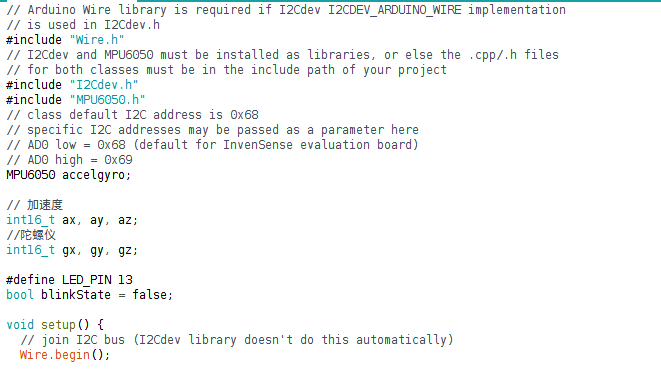 // Arduino Wire library is required if I2Cdev I2CDEV_ARDUINO_WIRE implementation
// is used in I2Cdev.h
#include "Wire.h"
// I2Cdev and MPU6050 must be installed as libraries, or else the .cpp/.h files
// for both classes must be in the include path of your project
#include "I2Cdev.h"
#include "MPU6050.h"
// class default I2C address is 0x68
// specific I2C addresses may be passed as a parameter here
// AD0 low = 0x68 (default for InvenSense evaluation board)
// AD0 high = 0x69
MPU6050 accelgyro;
// 加速度
int16_t ax, ay, az;
//陀螺仪
int16_t gx, gy, gz;
#define LED_PIN 13
bool blinkState = false;
void setup() {
// join I2C bus (I2Cdev library doesn't do this automatically)
Wire.begin();